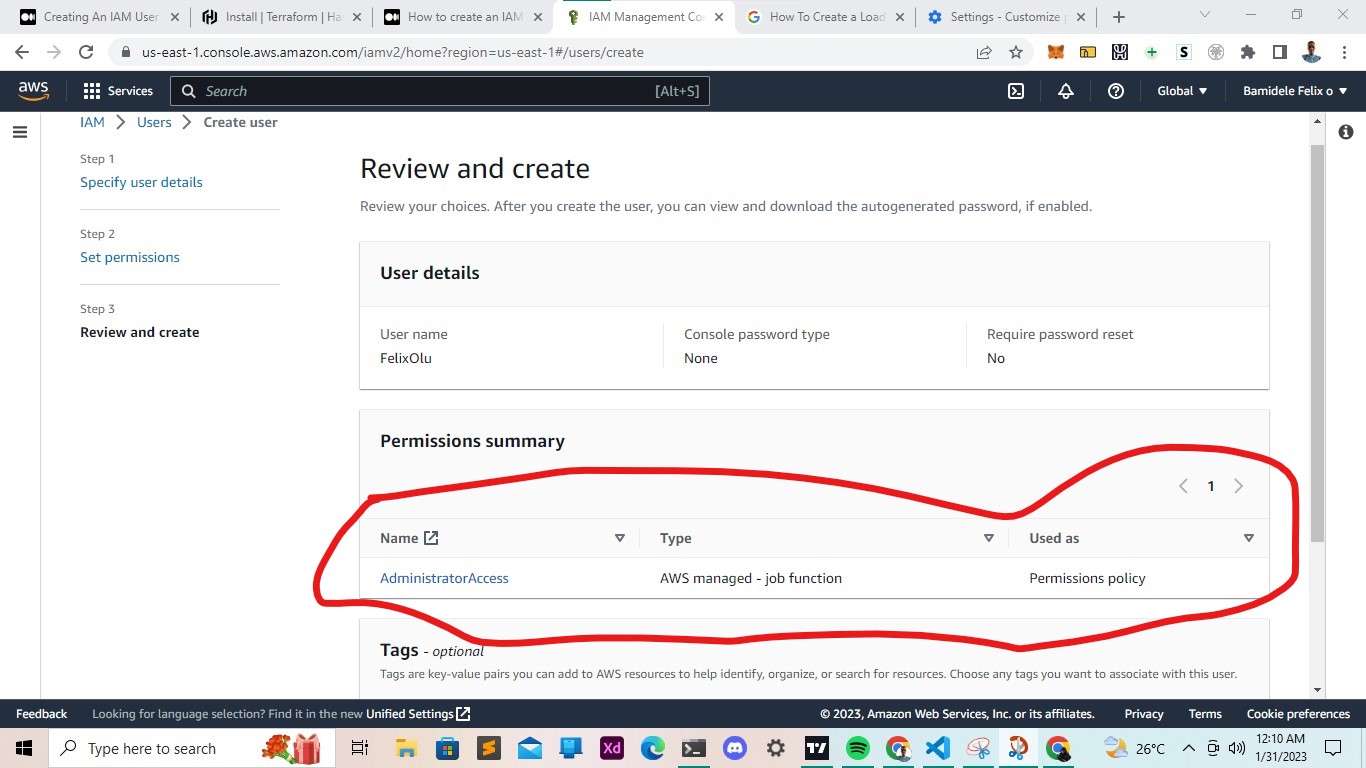 Creating An IAM User
Install | Terraform | Ha
How to create an IAM
IAM Management Co
How To Create a Load
Settings - Customize
us-east-1.console.aws.amazon.com/iamv2/home?region=us-east-1#/users/create
aws
Services
Search
[Alt+S]
Global
Bamidele Felix o
IAM > Users > Create user
Step 1
Specify user details
Step 2
Set permissions
Step 3
Review and create
Review and create
Review your choices. After you create the user, you can view and download the autogenerated password, if enabled.
User details
User name
FelixOlu
Console password type
None
Require password reset
No
Permissions summary
1
Name
Type
Used as
AdministratorAccess
AWS managed - job function
Permissions policy
Tags - optional
Tags are key-value pairs you can add to AWS resources to help identify, organize, or search for resources. Choose any tags you want to associate with this user.
Feedback
Looking for language selection? Find it in the new Unified Settings
© 2023, Amazon Web Services, Inc. or its affiliates.
Privacy
Terms
Cookie preferences
Type here to search
Xd
26°C
12:10 AM
1/31/2023